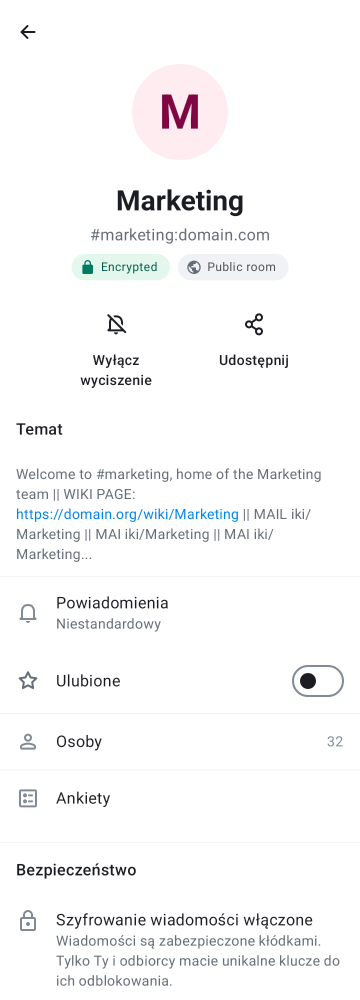 M
Marketing
#marketing:domain.com
Encrypted
Public room
Wyłącz
wyciszenie
Udostępnij
Temat
Welcome to #marketing, home of the Marketing
team || WIKI PAGE:
https://domain.org/wiki/Marketing || MAIL iki/
Marketing || MAI iki/Marketing || MAI iki/
Marketing...
Powiadomienia
Niestandardowy
Ulubione
Osoby
32
Ankiety
Bezpieczeństwo
Szyfrowanie wiadomości włączone
Wiadomości są zabezpieczone kłódkami.
Tylko Ty i odbiorcy macie unikalne klucze do
ich odblokowania.